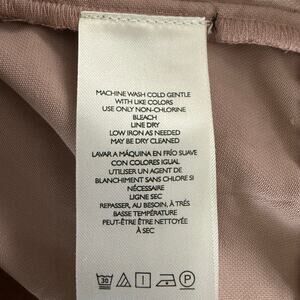 MACHINE WASH COLD GENTLE
WITH LIKE COLORS
USE ONLY NON-CHLORINE
BLEACH
LINE DRY
LOW IRON AS NEEDED
MAY BE DRY CLEANED
LAVAR A MÁQUINA EN FRÍO SUAVE
CON COLORES IGUAL
UTILISER UN AGENT DE
BLANCHIMENT SANS CHLORE SI
NÉCESSAIRE
LIGNE SEC
REPASSER, AU BESOIN, À TRÉS
BASSE TEMPÉRATURE
PEUT-ÊTRE ÊTRE NETTOYÉE
À SEC
30
P